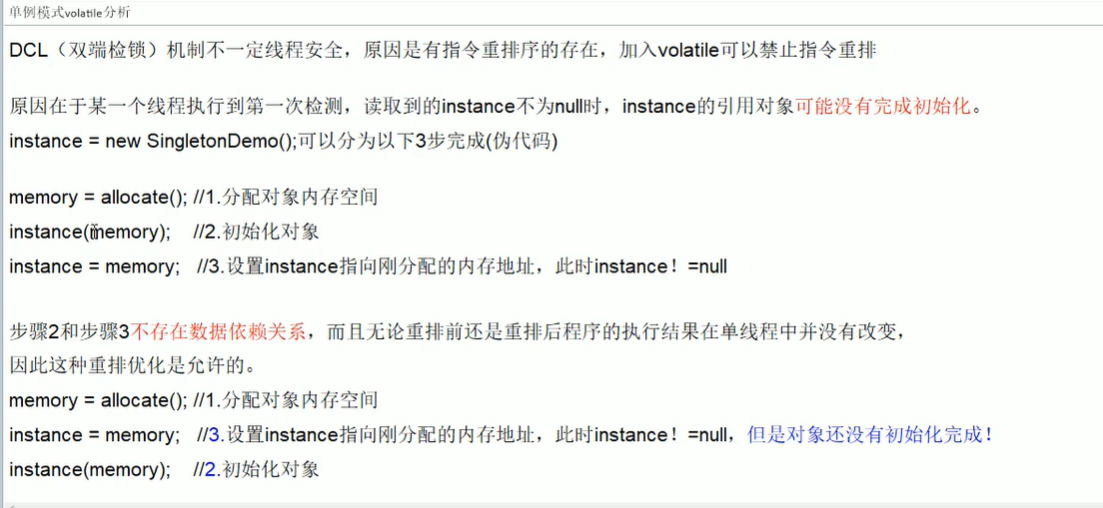 单例模式volatile分析
DCL（双端检锁）机制不一定线程安全，原因是有指令重排序的存在，加入volatile可以禁止指令重排
原因在于某一个线程执行到第一次检测，读取到的instance不为null时，instance的引用对象可能没有完成初始化。
instance = new SingletonDemo();可以分为以下3步完成(伪代码)
memory = allocate(); //1.分配对象内存空间
instance(memory); //2.初始化对象
instance = memory; //3.设置instance指向刚分配的内存地址，此时instance！=null
步骤2和步骤3不存在数据依赖关系，而且无论重排前还是重排后程序的执行结果在单线程中并没有改变，
因此这种重排优化是允许的。
memory = allocate(); //1.分配对象内存空间
instance = memory; //3.设置instance指向刚分配的内存地址，此时instance！=null，但是对象还没有初始化完成！
instance(memory); //2.初始化对象